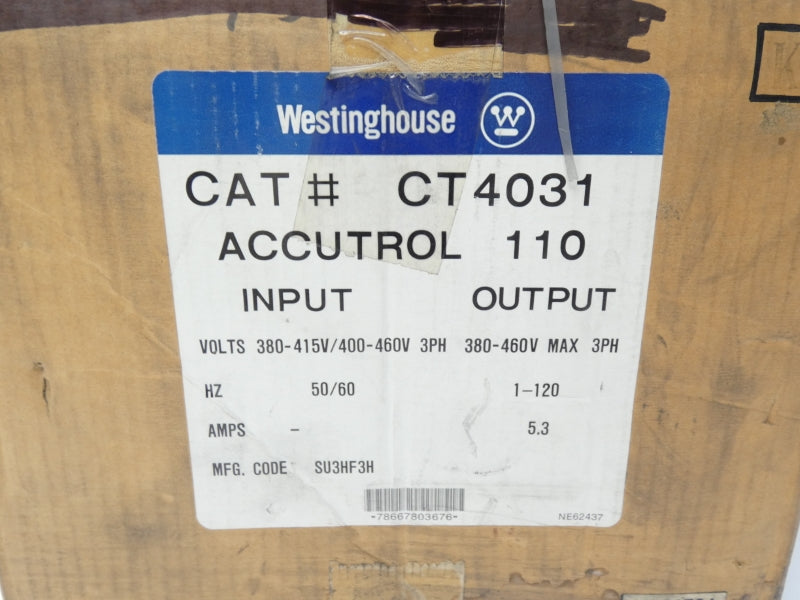 Westinghouse W
CAT# CT4031
ACCUTROL 110
INPUT OUTPUT
VOLTS 380-415V/400-460V 3PH 380-460V MAX 3PH
HZ 50/60 1-120
AMPS - 5.3
MFG. CODE SU3HF3H
-78667803676-
NE62437